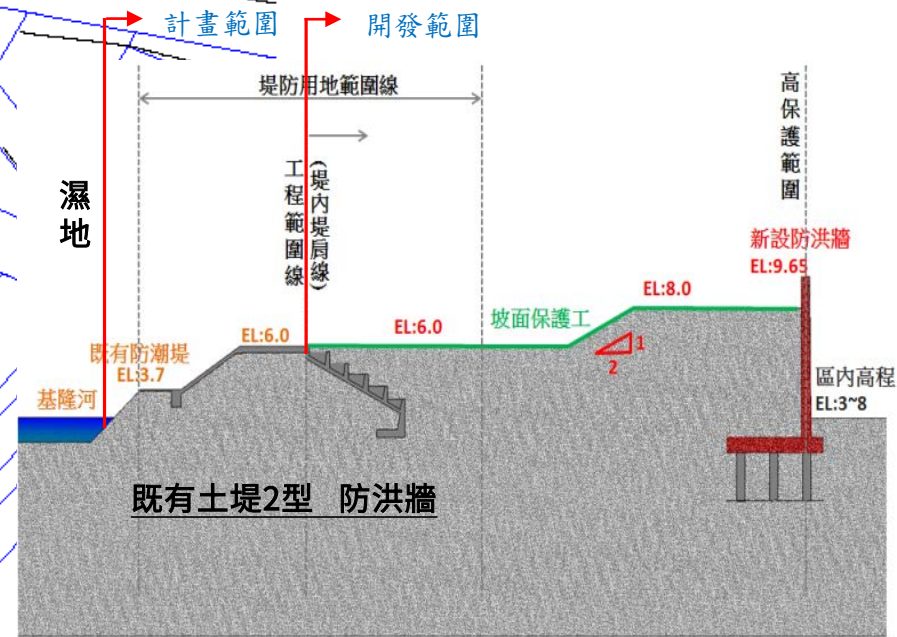 計畫範圍
開發範圍
堤防用地範圍線
高保護範圍
濕地
工程範圍線
(堤內堤肩線)
新設防洪牆
EL:9.65
EL:8.0
EL:6.0
EL:6.0
坡面保護工
1
2
既有防潮堤
EL:3.7
基隆河
區內高程
EL:3~8
既有土堤2型 防洪牆